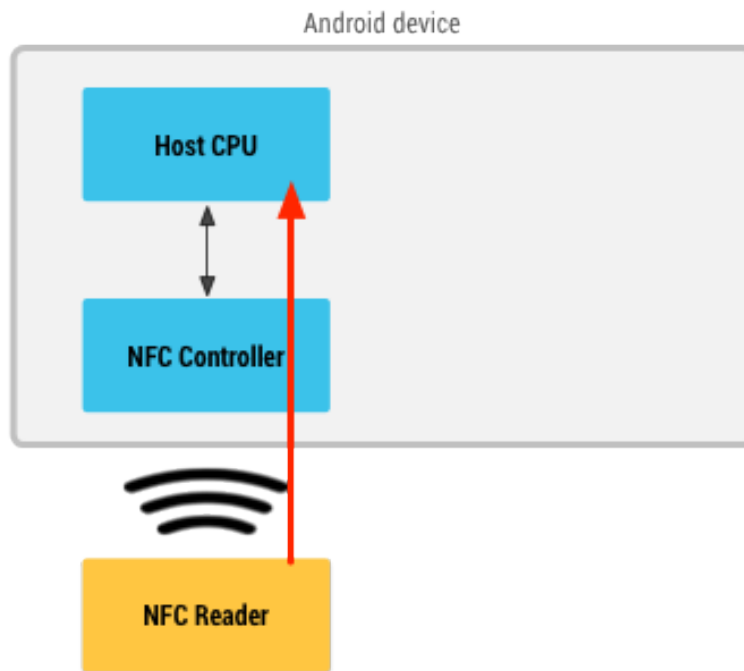 Android device
Host CPU
NFC Controller
NFC Reader